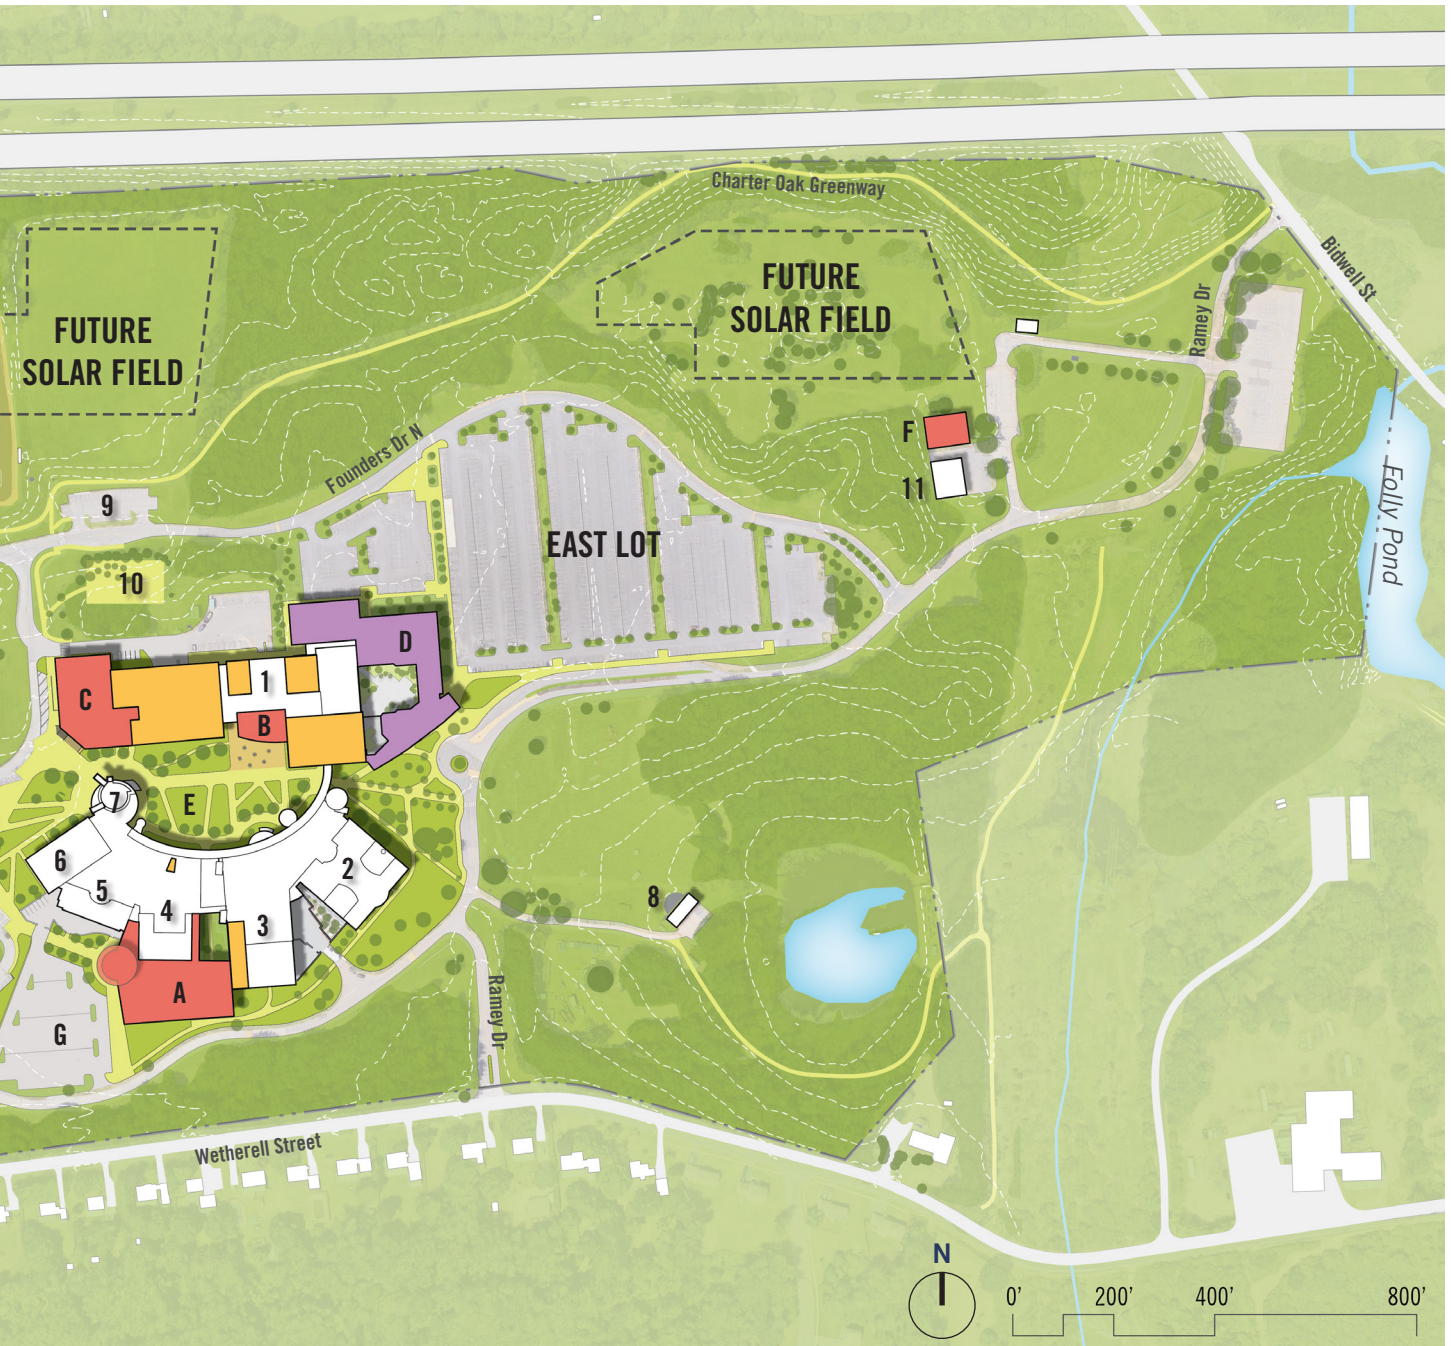 Charter Oak Greenway
Bidwell St
FUTURE
SOLAR FIELD
FUTURE
SOLAR FIELD
Ramey Dr
Founders Dr N
F
11
Folly Pond
9
EAST LOT
10
D
C
1
B
7
E
6
5
4
2
3
8
A
G
Ramey Dr
Wetherell Street
N
0' 200' 400' 800'